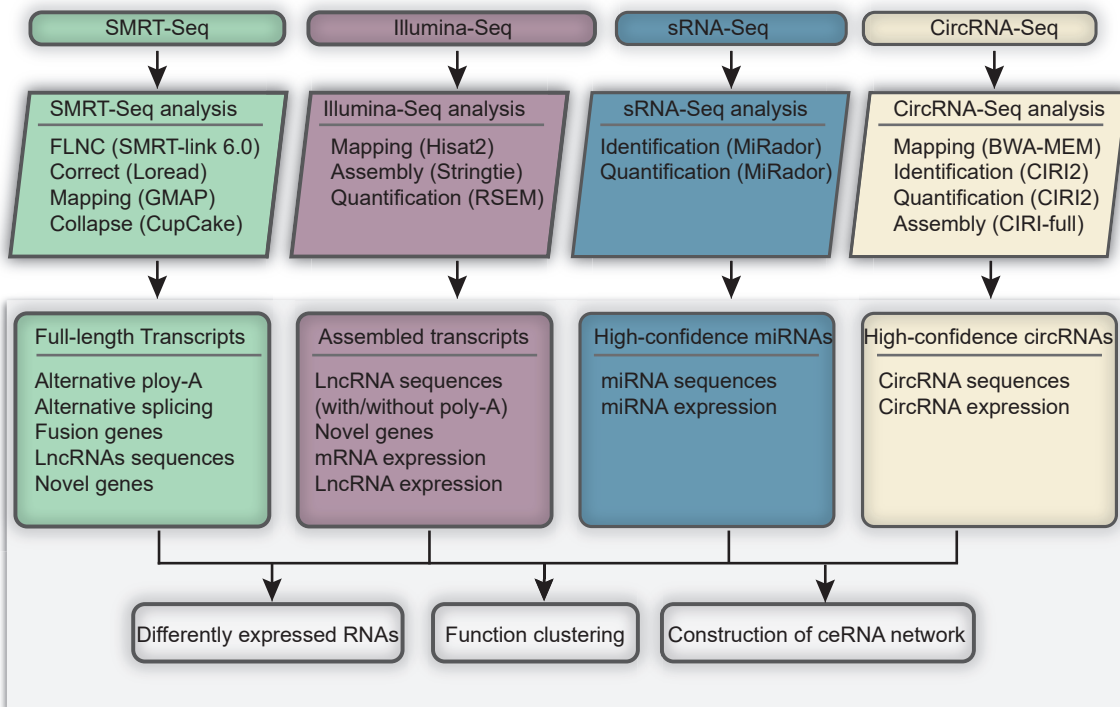 SMRT-Seq
Illumina-Seq
sRNA-Seq
CircRNA-Seq
SMRT-Seq analysis
FLNC (SMRT-link 6.0)
Correct (Loread)
Mapping (GMAP)
Collapse (CupCake)
Illumina-Seq analysis
Mapping (Hisat2)
Assembly (Stringtie)
Quantification (RSEM)
sRNA-Seq analysis
Identification (MiRador)
Quantification (MiRador)
CircRNA-Seq analysis
Mapping (BWA-MEM)
Identification (CIRI2)
Quantification (CIRI2)
Assembly (CIRI-full)
Full-length Transcripts
Alternative ploy-A
Alternative splicing
Fusion genes
LncRNAs sequences
Novel genes
Assembled transcripts
LncRNA sequences
(with/without poly-A)
Novel genes
mRNA expression
LncRNA expression
High-confidence miRNAs
miRNA sequences
miRNA expression
High-confidence circRNAs
CircRNA sequences
CircRNA expression
Differently expressed RNAs
Function clustering
Construction of ceRNA network